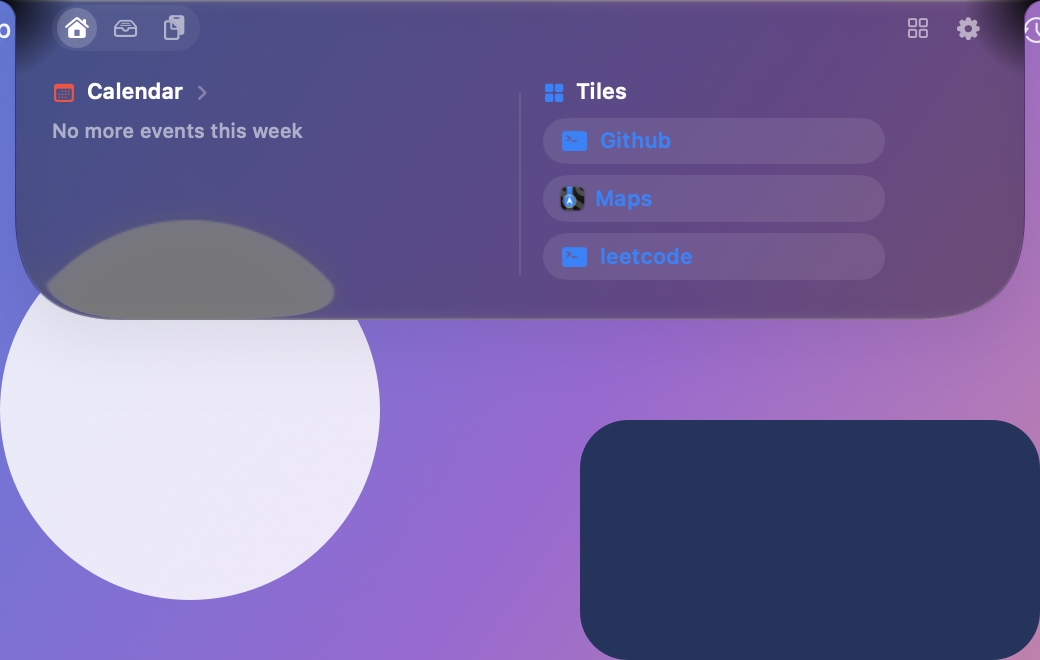 Calendar
No more events this week
Tiles
Github
Maps
leetcode